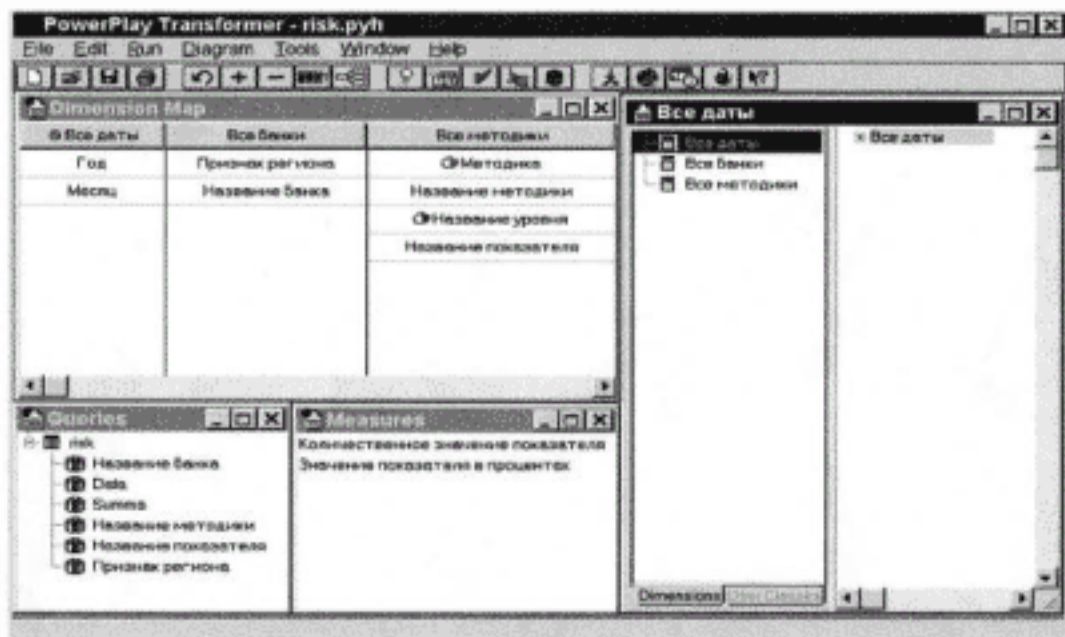 PowerPlay Transformer - risk.pyh
File Edit Run Diagram Tools Window Help
Dimension Map
Все даты Все банки Все методики
Год Признак региона Методика
Месяц Название банка Название методики
Название уровня
Название показателя
Все даты
Все даты
Все банки
Все методики
Все даты
Queries
risk
Название банка
Data
Summa
Название методики
Название показателя
Признак региона
Measures
Количественное значение показателя
Значение показателя в процентах
Dimensions User Classes